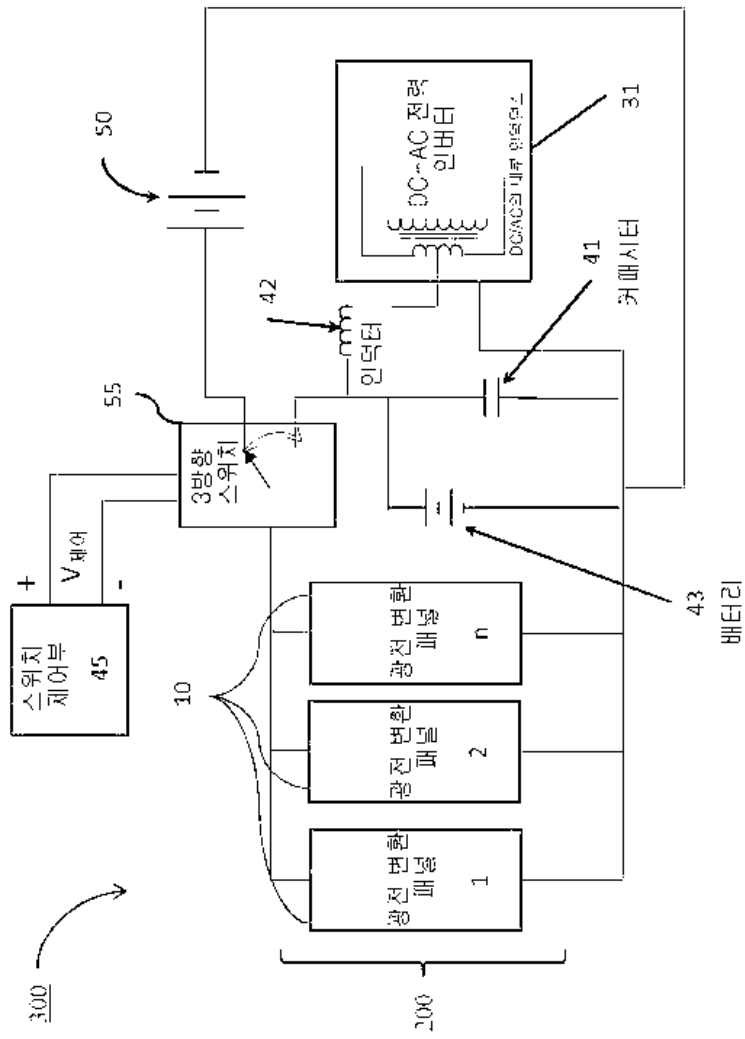 300
스위치
제어부
45
+
V 제어
-
55
3방향
스위치
50
42
인덕터
DC-AC 전력
인버터
31
41
커패시터
43
배터리
10
200
광 전 변환
패널
1
광 전 변환
패널
2
광 전 변환
패널
n